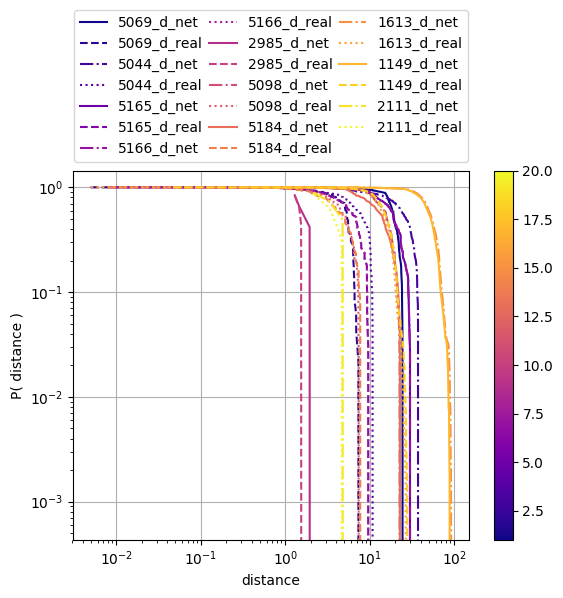 5069_d_net 5166_d_real 1613_d_net
5069_d_real 2985_d_net 1613_d_real
5044_d_net 2985_d_real 1149_d_net
5044_d_real 5098_d_net 1149_d_real
5165_d_net 5098_d_real 2111_d_net
5165_d_real 5184_d_net 2111_d_real
5166_d_net 5184_d_real
10⁰
10⁻¹
10⁻²
10⁻³
P( distance )
10⁻² 10⁻¹ 10⁰ 10¹ 10²
distance
20.0
17.5
15.0
12.5
10.0
7.5
5.0
2.5